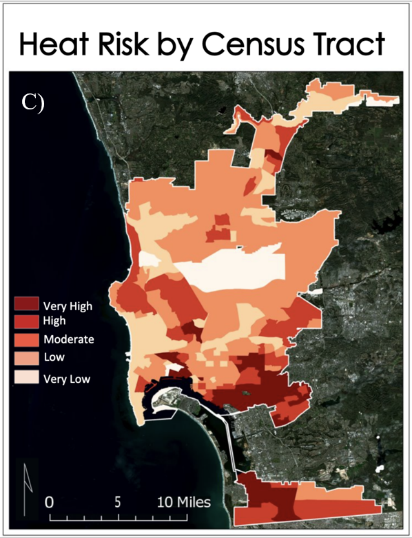 Heat Risk by Census Tract
C)
Very High
High
Moderate
Low
Very Low
0 5 10 Miles